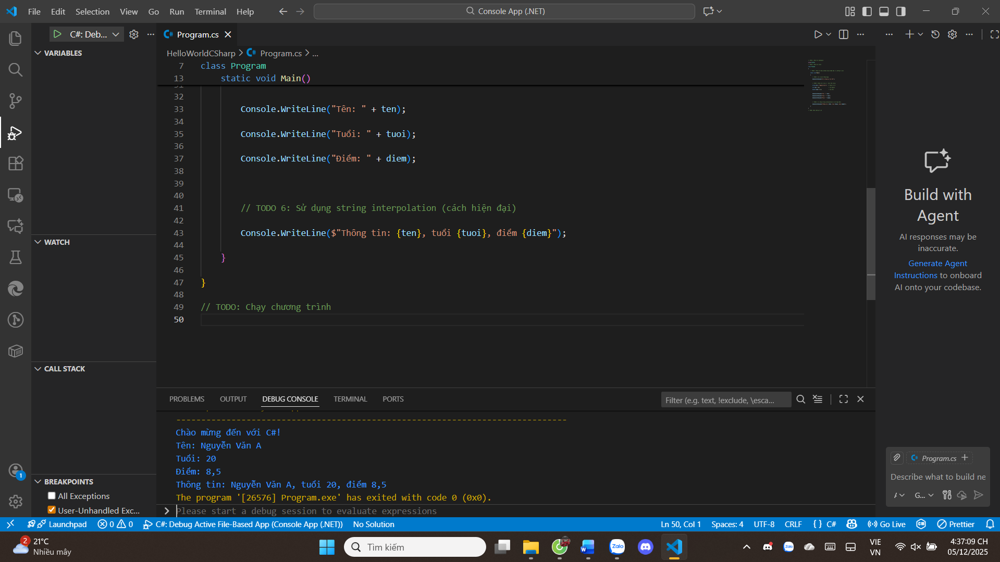 File Edit Selection View Go Run Terminal Help
Console App (.NET)
C#: Deb...
Program.cs
VARIABLES
HelloWorldCSharp > Program.cs > ...
7 class Program
13 static void Main()
32
33 Console.WriteLine("Tên: " + ten);
34
35 Console.WriteLine("Tuổi: " + tuoi);
36
37 Console.WriteLine("Điểm: " + diem);
38
39
40
41 // TODO 6: Sử dụng string interpolation (cách hiện đại)
42
43 Console.WriteLine($"Thông tin: {ten}, tuổi {tuoi}, điểm {diem}");
44
45 }
46
47 }
48
49 // TODO: Chạy chương trình
50
WATCH
CALL STACK
BREAKPOINTS
All Exceptions
User-Unhandled Exc...
Build with
Agent
AI responses may be
inaccurate.
Generate Agent
Instructions to onboard
AI onto your codebase.
Program.cs
Describe what to build ne
G...
PROBLEMS OUTPUT DEBUG CONSOLE TERMINAL PORTS
Filter (e.g. text, !exclude, \esca...
------------------------------------------------------------------------------
Chào mừng đến với C#!
Tên: Nguyễn Văn A
Tuổi: 20
Điểm: 8,5
Thông tin: Nguyễn Văn A, tuổi 20, điểm 8,5
The program '[26576] Program.exe' has exited with code 0 (0x0).
Please start a debug session to evaluate expressions
1
Launchpad 0 0 C#: Debug Active File-Based App (Console App (.NET)) No Solution
Ln 50, Col 1 Spaces: 4 UTF-8 CRLF { } C# Go Live Prettier
2
21°C
Nhiều mây
Tìm kiếm
Zalo
VIE
VN
4:37:09 CH
05/12/2025